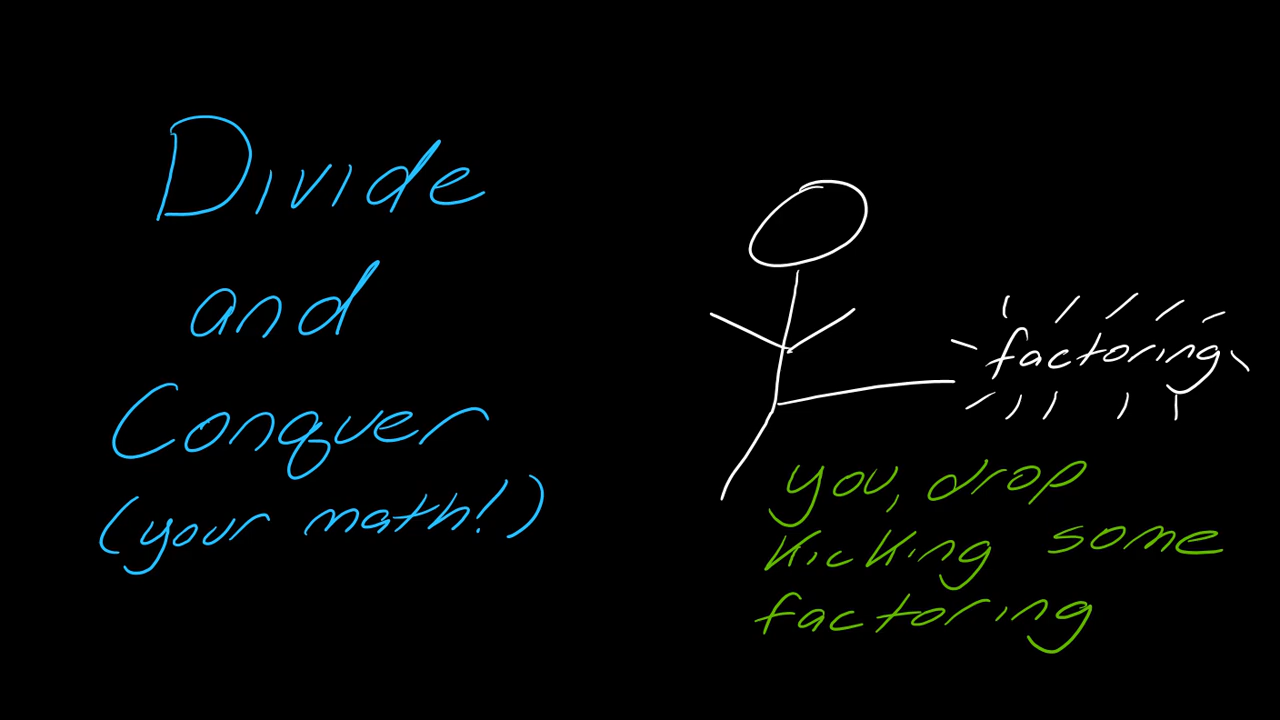 Divide
and
Conquer
(your math!)
factoring
you, drop
kicking some
factoring